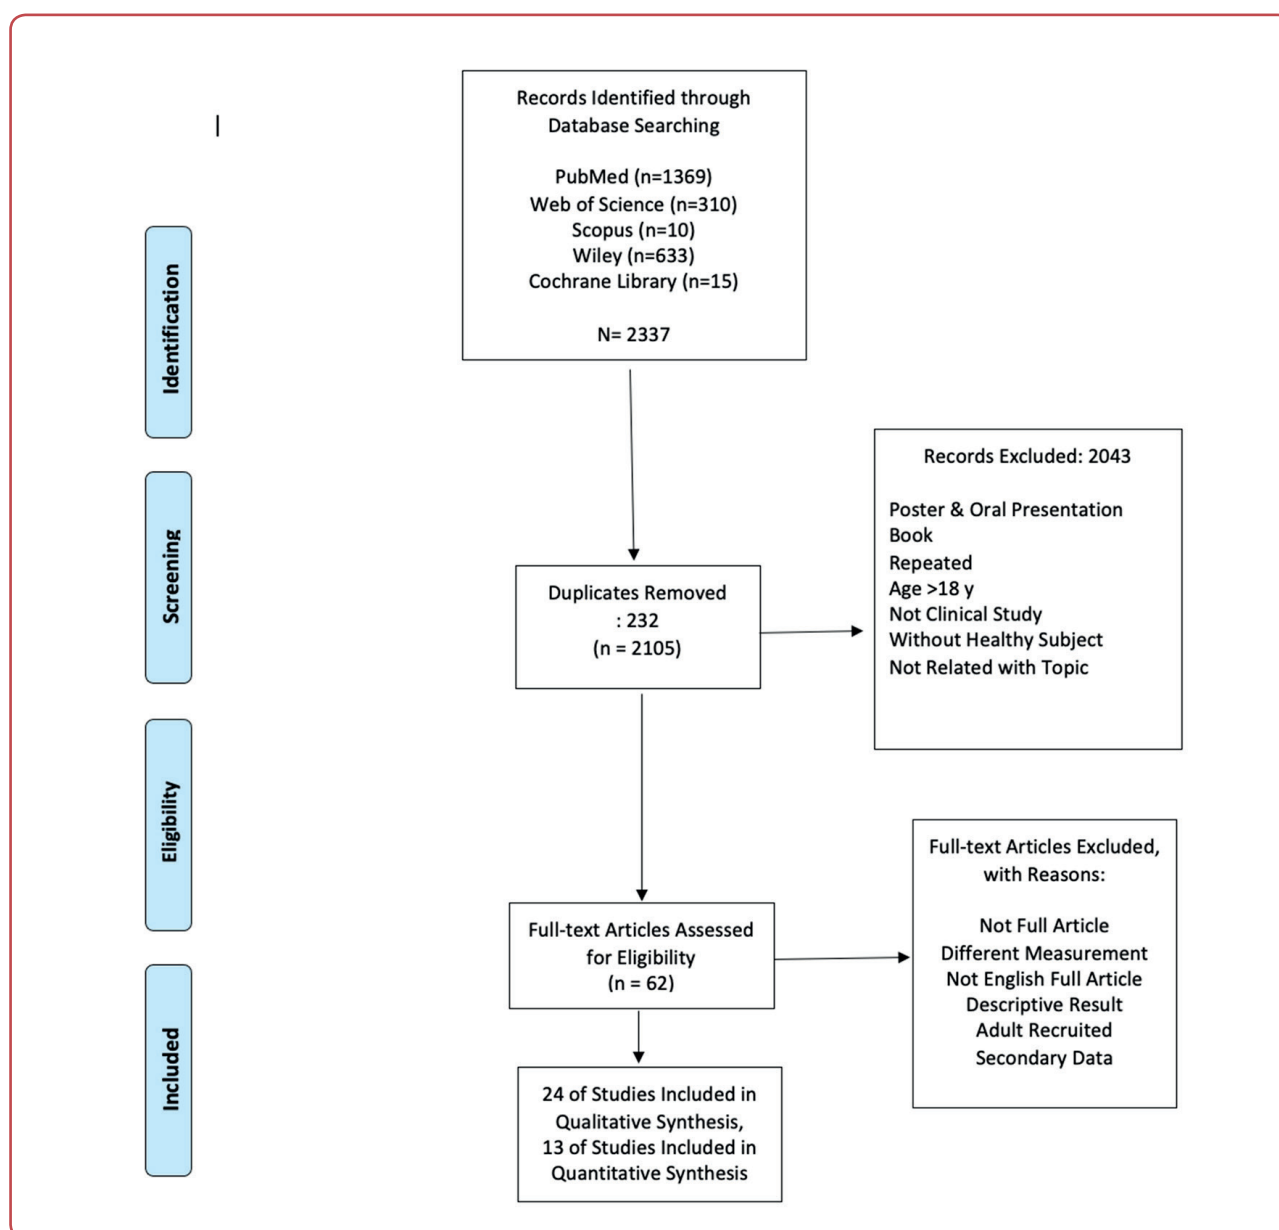 Records Identified through
Database Searching
PubMed (n=1369)
Web of Science (n=310)
Scopus (n=10)
Wiley (n=633)
Cochrane Library (n=15)
N= 2337
Identification
Records Excluded: 2043
Poster & Oral Presentation
Book
Repeated
Age >18 y
Not Clinical Study
Without Healthy Subject
Not Related with Topic
Screening
Duplicates Removed
: 232
(n = 2105)
Eligibility
Full-text Articles Excluded,
with Reasons:
Not Full Article
Different Measurement
Not English Full Article
Descriptive Result
Adult Recruited
Secondary Data
Full-text Articles Assessed
for Eligibility
(n = 62)
Included
24 of Studies Included in
Qualitative Synthesis,
13 of Studies Included in
Quantitative Synthesis